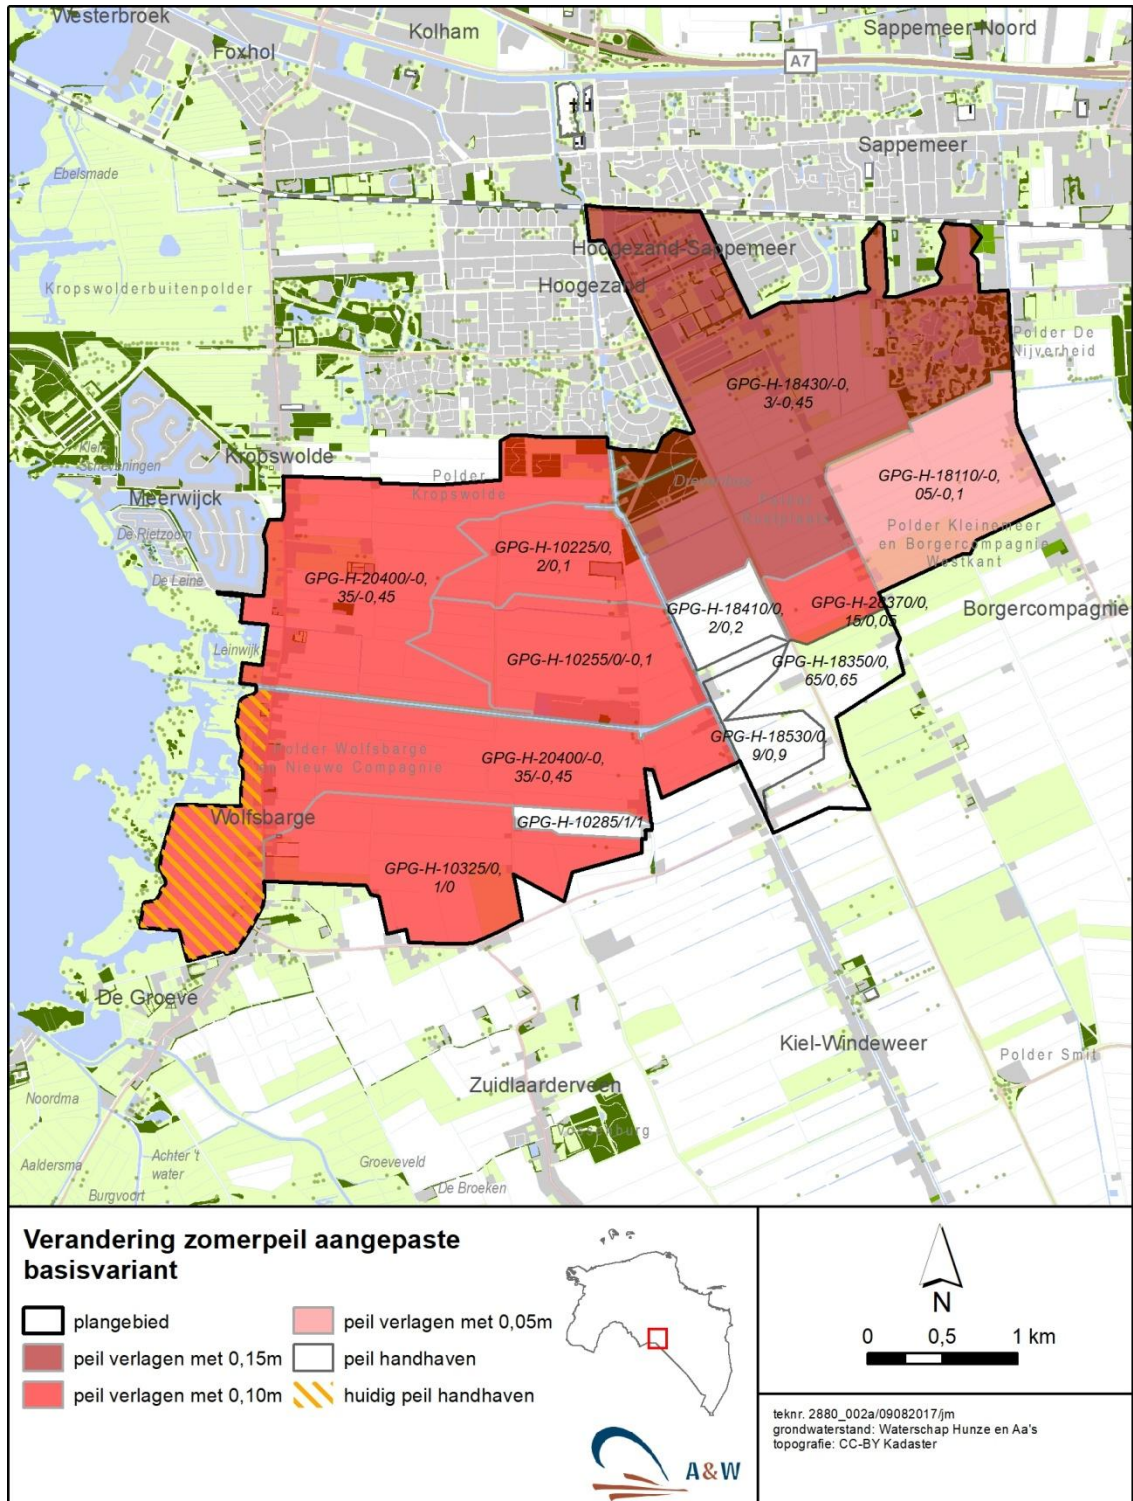 Westerbroek
Kolham
Sappemeer-Noord
Foxhol
A7
Sappemeer
Ebelsmade
Hoogezand-Sappemeer
Hoogezand
Kropswolderbuitenpolder
Polder De
Nijverheid
GPG-H-18430/-0,
3/-0,45
Klein
Scheveningen
Kropswolde
Polder
Kropswolde
GPG-H-18110/-0,
05/-0,1
Meerwijck
Polder Kleinemeer
en Borgercompagnie
Westkant
De Rietzoom
De Leine
GPG-H-10225/0,
2/0,1
GPG-H-20400/-0,
35/-0,45
GPG-H-18410/0,
2/0,2
GPG-H-28370/0,
15/0,05
Borgercompagnie
Leinwijk
GPG-H-10255/0/-0,1
GPG-H-18350/0,
65/0,65
GPG-H-18530/0,
9/0,9
Polder Wolfsbarge
en Nieuwe Compagnie
GPG-H-20400/-0,
35/-0,45
Wolfsbarge
GPG-H-10285/1/1
GPG-H-10325/0,
1/0
De Groeve
Kiel-Windeweer
Polder Smit
Zuidlaarderveen
Noordma
Achter 't
water
Groeveveld
Aaldersma
Burgvoort
De Broeken
Verandering zomerpeil aangepaste
basisvariant
plangebied
peil verlagen met 0,15m
peil verlagen met 0,10m
peil verlagen met 0,05m
peil handhaven
huidig peil handhaven
A&W
N
0 0,5 1 km
teknr. 2880_002a/09082017/jm
grondwaterstand: Waterschap Hunze en Aa's
topografie: CC-BY Kadaster